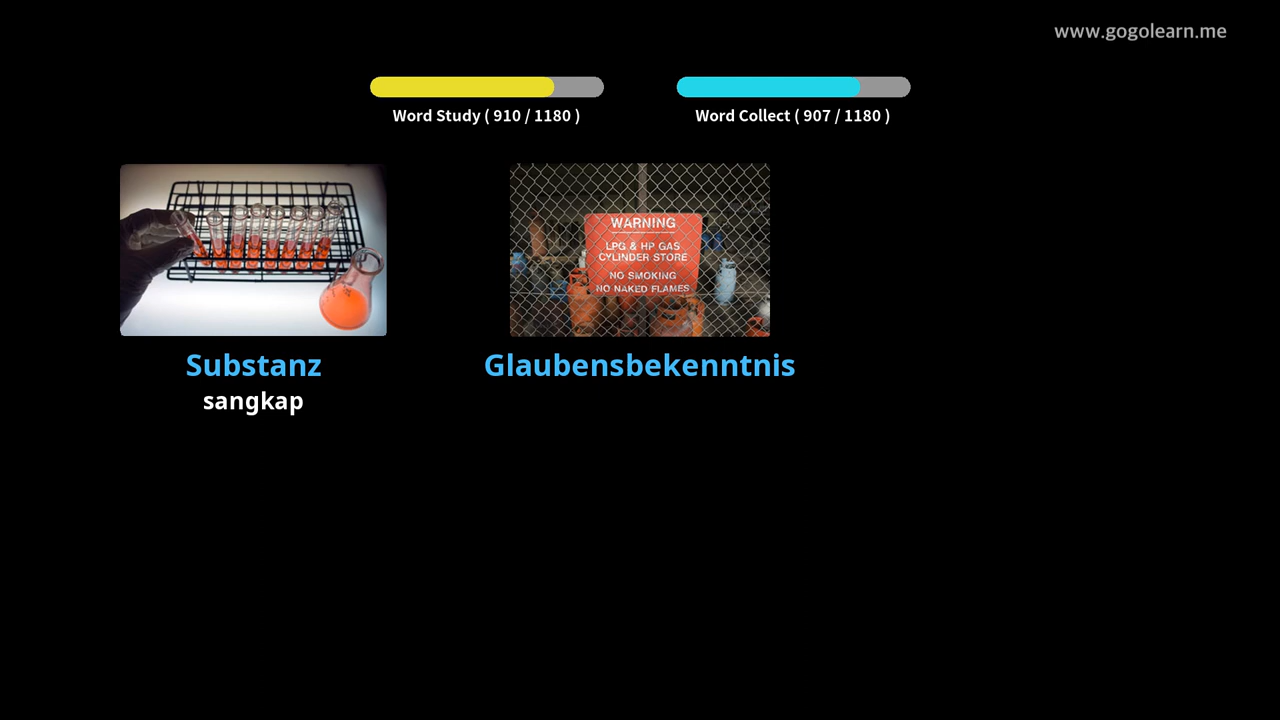 www.gogolearn.me
Word Study ( 910 / 1180 )
Word Collect ( 907 / 1180 )
WARNING
LPG & HP GAS
CYLINDER STORE
NO SMOKING
NO NAKED FLAMES
Substanz
sangkap
Glaubensbekenntnis